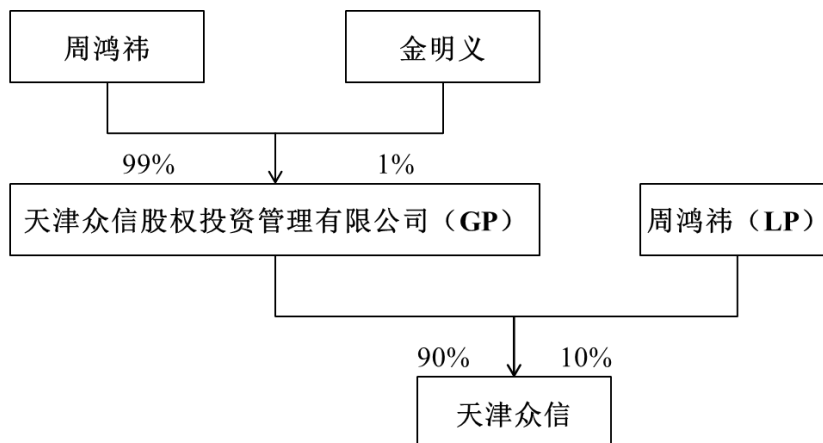 周鸿祎
金明义
99%
1%
天津众信股权投资管理有限公司（GP）
周鸿祎（LP）
90%
10%
天津众信